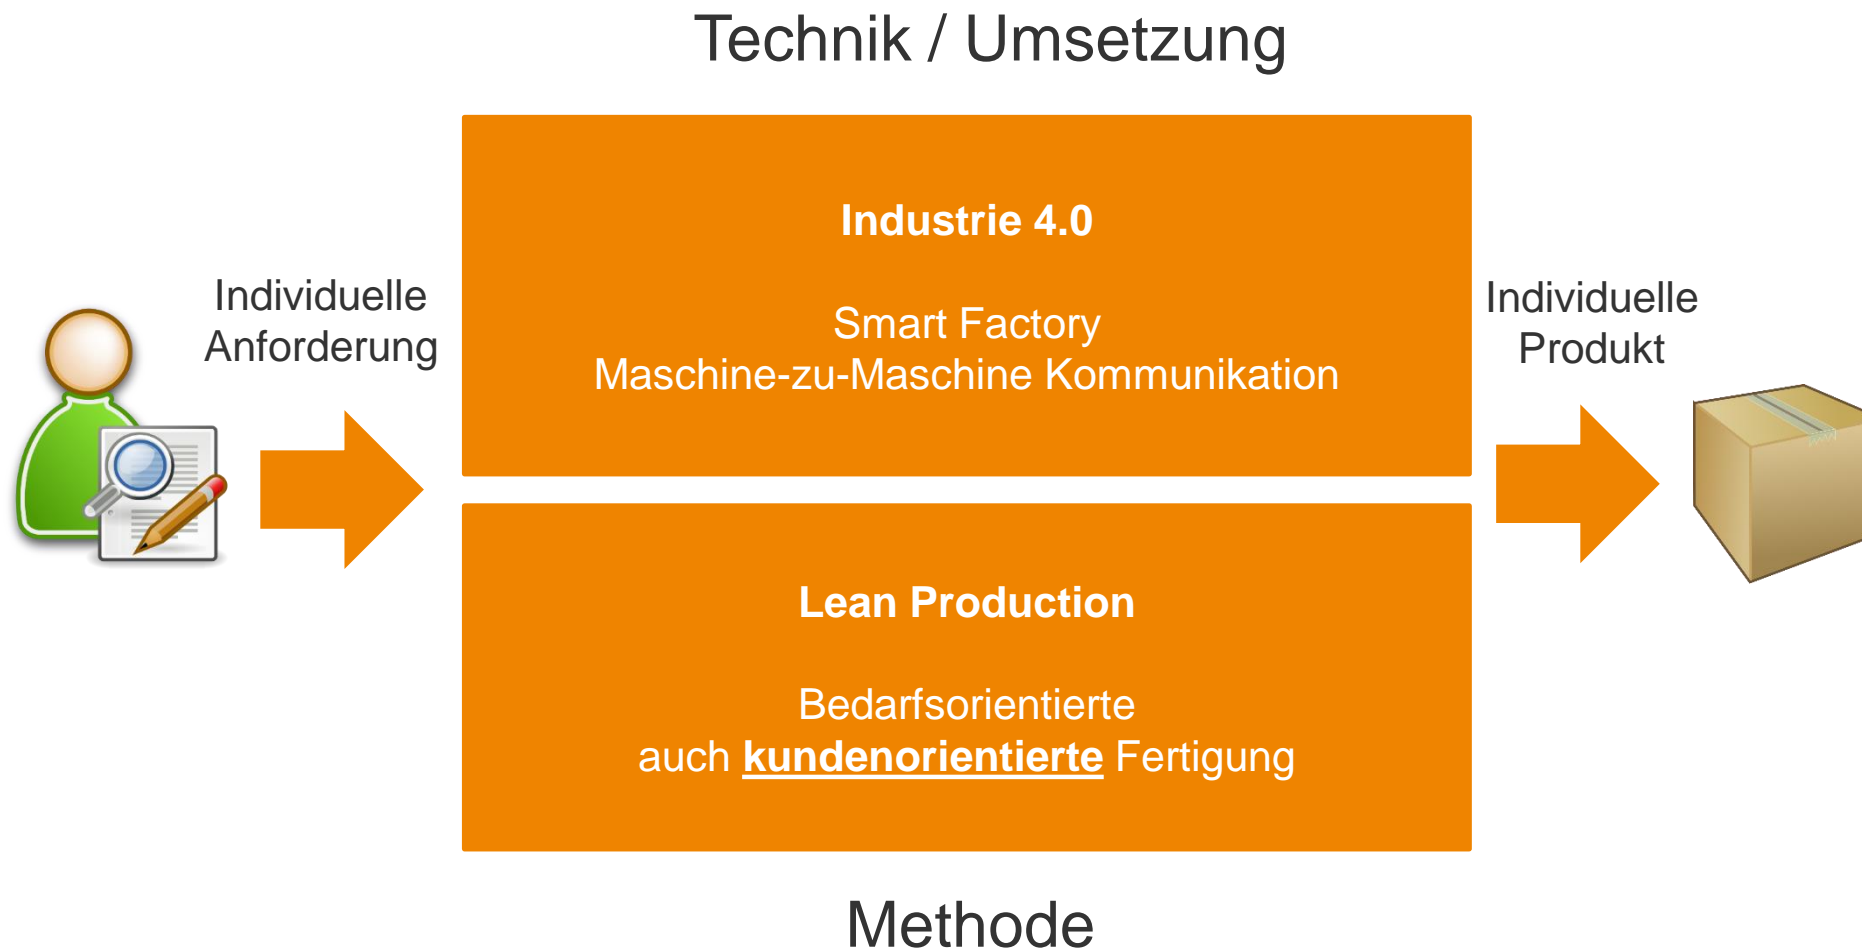 Technik / Umsetzung
Industrie 4.0
Smart Factory
Maschine-zu-Maschine Kommunikation
Individuelle
Anforderung
Individuelle
Produkt
Lean Production
Bedarfsorientierte
auch kundenorientierte Fertigung
Methode